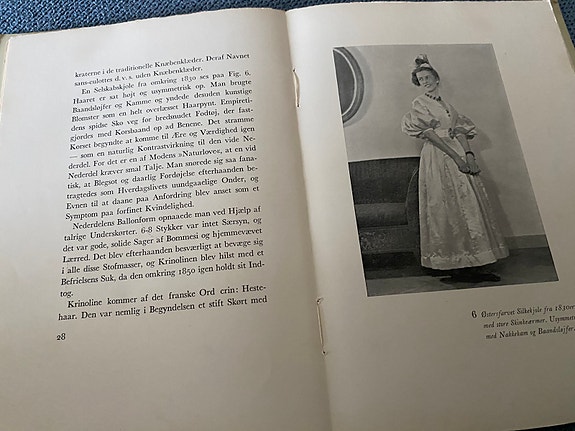 kraterne i de traditionelle Knæbenklæder. Deraf Navnet
sans-culottes d. v. s. uden Knæbenklæder.
En Selskabskjole fra omkring 1830 ses paa Fig. 6.
Haaret er sat højt og usymmetrisk op. Man brugte
Baandsløjfer og Kamme og yndede desuden kunstige
Blomster som en helt overlæsset Haarpynt. Empireti-
dens spidse Sko veg for brednudet Fodtøj, der fast-
gjordes med Korsbaand op ad Benene. Det stramme
Korset begyndte at komme til Ære og Værdighed igen
— som en naturlig Kontrastvirkning til den vide Ne-
derdel. For det er en af Modens »Naturlove«, at en vid
Nederdel kræver smal Talje. Man snørede sig saa fana-
tisk, at Blegsot og daarlig Fordøjelse efterhaanden be-
tragtedes som Hverdagslivets uundgaaelige Onder, og
Evnen til at daane paa Anfordring blev anset som et
Symptom paa forfinet Kvindelighed.
Nederdelens Ballonform opnaaede man ved Hjælp af
talrige Underskørter. 6-8 Stykker var intet Særsyn, og
det var gode, solide Sager af Bommesi og hjemmevævet
Lærred. Det blev efterhaanden besværligt at bevæge sig
i alle disse Stofmasser, og Krinolinen blev hilst med et
Befrielsens Suk, da den omkring 1850 igen holdt sit Ind-
tog.
Krinoline kommer af det franske Ord crin: Heste-
haar. Den var nemlig i Begyndelsen et stift Skørt med
28
6 Østersfarvet Silkekjole fra 1830er
med store Skinkeærmer. Usymmet
med Nakkekam og Baandsløjfer.